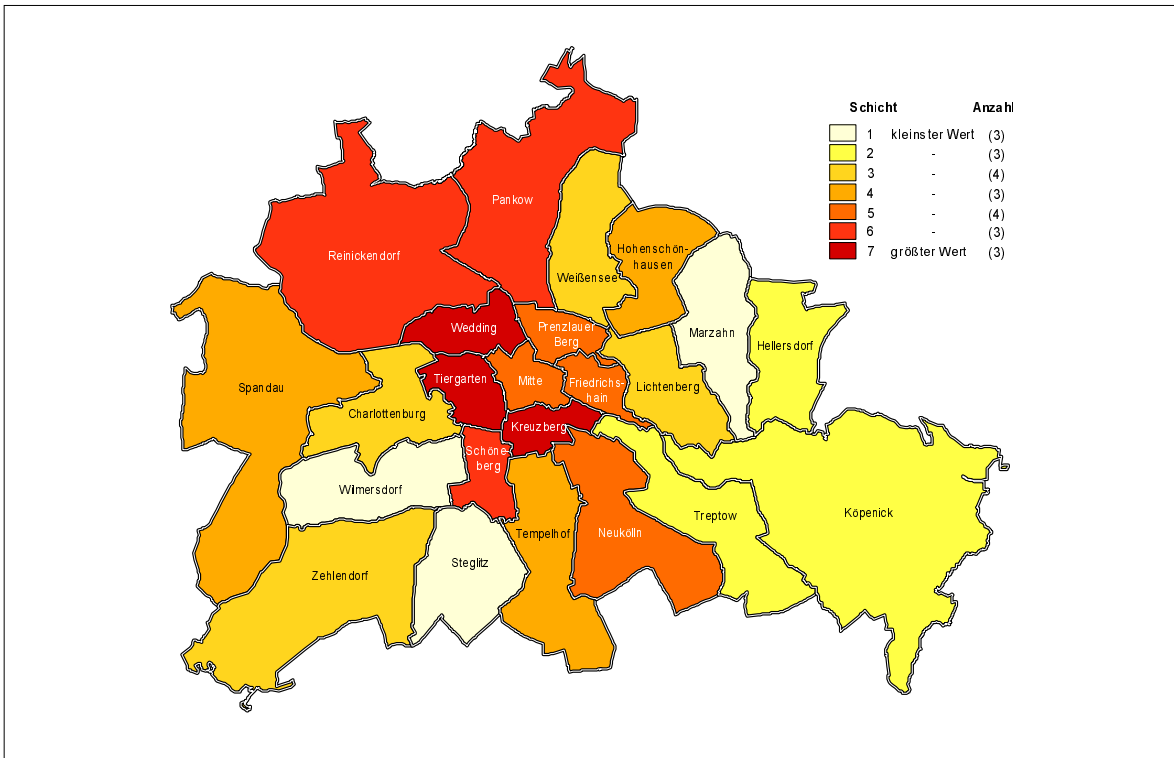 Schicht Anzahl
1 kleinster Wert (3)
2 - (3)
3 - (4)
4 - (3)
5 - (4)
6 - (3)
7 größter Wert (3)
Pankow
Reinickendorf
Hohenschön-
hausen
Weißensee
Wedding
Prenzlauer
Berg
Marzahn
Hellersdorf
Spandau
Tiergarten
Mitte
Friedrichs-
hain
Lichtenberg
Charlottenburg
Kreuzberg
Schöne-
berg
Wilmersdorf
Tempelhof
Neukölln
Treptow
Köpenick
Steglitz
Zehlendorf